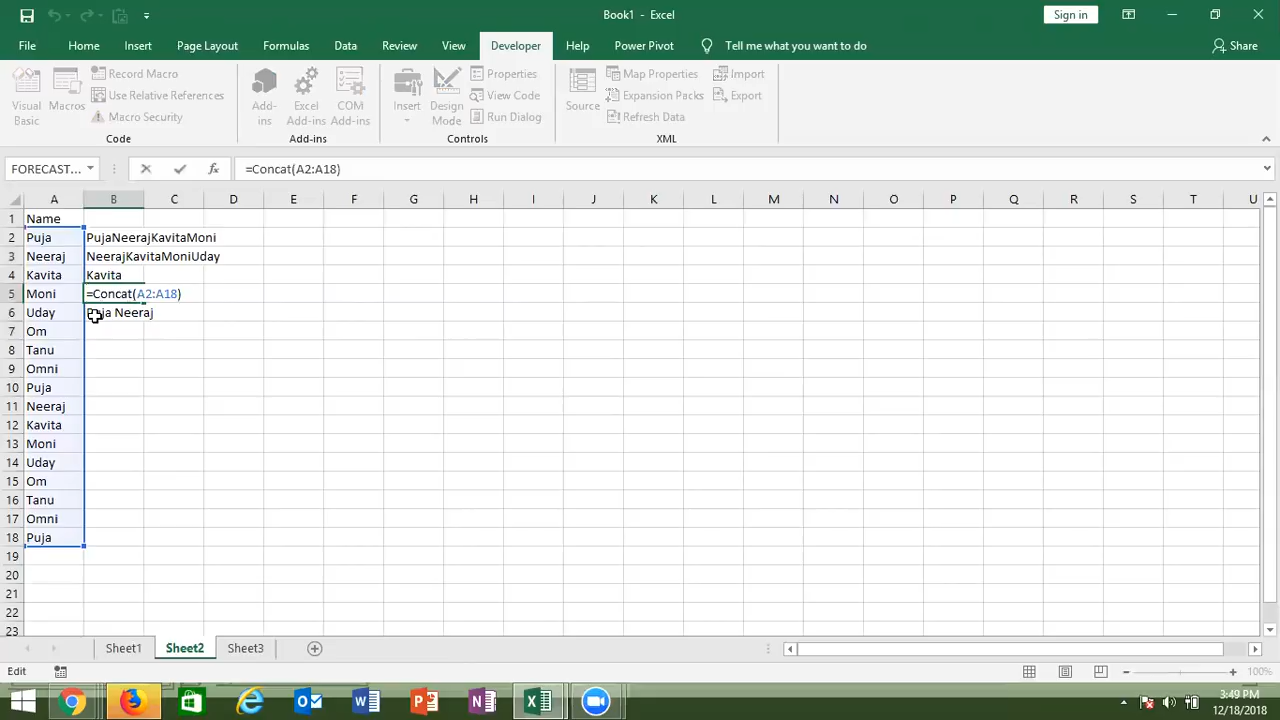 Book1 - Excel
Sign in
File Home Insert Page Layout Formulas Data Review View Developer Help Power Pivot Tell me what you want to do Share
Visual Basic
Macros
Record Macro
Use Relative References
Macro Security
Code
Add-ins
Excel Add-ins
COM Add-ins
Add-ins
Insert
Design Mode
Properties
View Code
Run Dialog
Controls
Source
Map Properties
Expansion Packs
Refresh Data
Import
Export
XML
FORECAST... =Concat(A2:A18)
A B C D E F G H I J K L M N O P Q R S T U
1 Name
2 Puja PujaNeerajKavitaMoni
3 Neeraj NeerajKavitaMoniUday
4 Kavita Kavita
5 Moni =Concat(A2:A18)
6 Uday Puja Neeraj
7 Om
8 Tanu
9 Omni
10 Puja
11 Neeraj
12 Kavita
13 Moni
14 Uday
15 Om
16 Tanu
17 Omni
18 Puja
19
20
21
22
23
Sheet1 Sheet2 Sheet3
Edit 100%
3:49 PM
12/18/2018